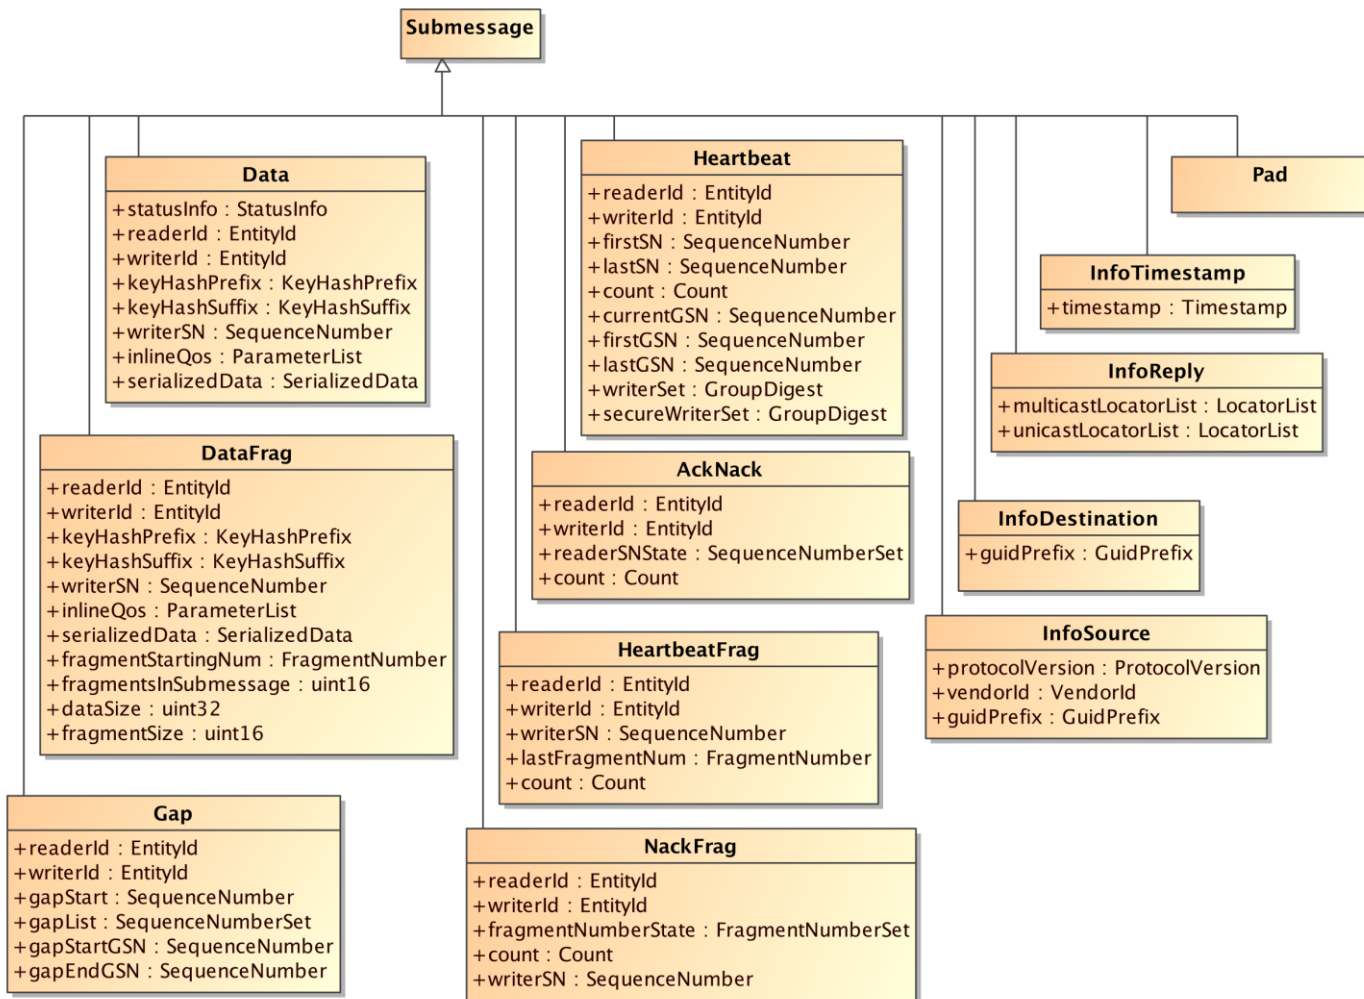 Submessage
Data
+statusInfo : StatusInfo
+readerId : EntityId
+writerId : EntityId
+keyHashPrefix : KeyHashPrefix
+keyHashSuffix : KeyHashSuffix
+writerSN : SequenceNumber
+inlineQos : ParameterList
+serializedData : SerializedData
DataFrag
+readerId : EntityId
+writerId : EntityId
+keyHashPrefix : KeyHashPrefix
+keyHashSuffix : KeyHashSuffix
+writerSN : SequenceNumber
+inlineQos : ParameterList
+serializedData : SerializedData
+fragmentStartingNum : FragmentNumber
+fragmentsInSubmessage : uint16
+dataSize : uint32
+fragmentSize : uint16
Gap
+readerId : EntityId
+writerId : EntityId
+gapStart : SequenceNumber
+gapList : SequenceNumberSet
+gapStartGSN : SequenceNumber
+gapEndGSN : SequenceNumber
Heartbeat
+readerId : EntityId
+writerId : EntityId
+firstSN : SequenceNumber
+lastSN : SequenceNumber
+count : Count
+currentGSN : SequenceNumber
+firstGSN : SequenceNumber
+lastGSN : SequenceNumber
+writerSet : GroupDigest
+secureWriterSet : GroupDigest
AckNack
+readerId : EntityId
+writerId : EntityId
+readerSNState : SequenceNumberSet
+count : Count
HeartbeatFrag
+readerId : EntityId
+writerId : EntityId
+writerSN : SequenceNumber
+lastFragmentNum : FragmentNumber
+count : Count
NackFrag
+readerId : EntityId
+writerId : EntityId
+fragmentNumberState : FragmentNumberSet
+count : Count
+writerSN : SequenceNumber
Pad
InfoTimestamp
+timestamp : Timestamp
InfoReply
+multicastLocatorList : LocatorList
+unicastLocatorList : LocatorList
InfoDestination
+guidPrefix : GuidPrefix
InfoSource
+protocolVersion : ProtocolVersion
+vendorId : VendorId
+guidPrefix : GuidPrefix